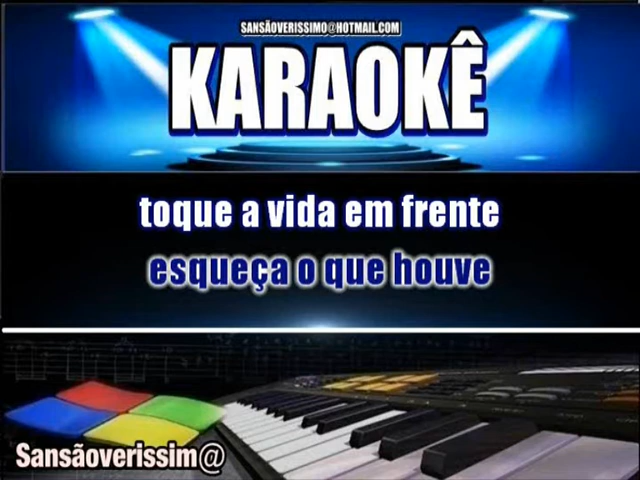 SANSÃOVERISSIMO@HOTMAIL.COM
KARAOKÊ
toque a vida em frente
esqueça o que houve
Sansãoverissim@